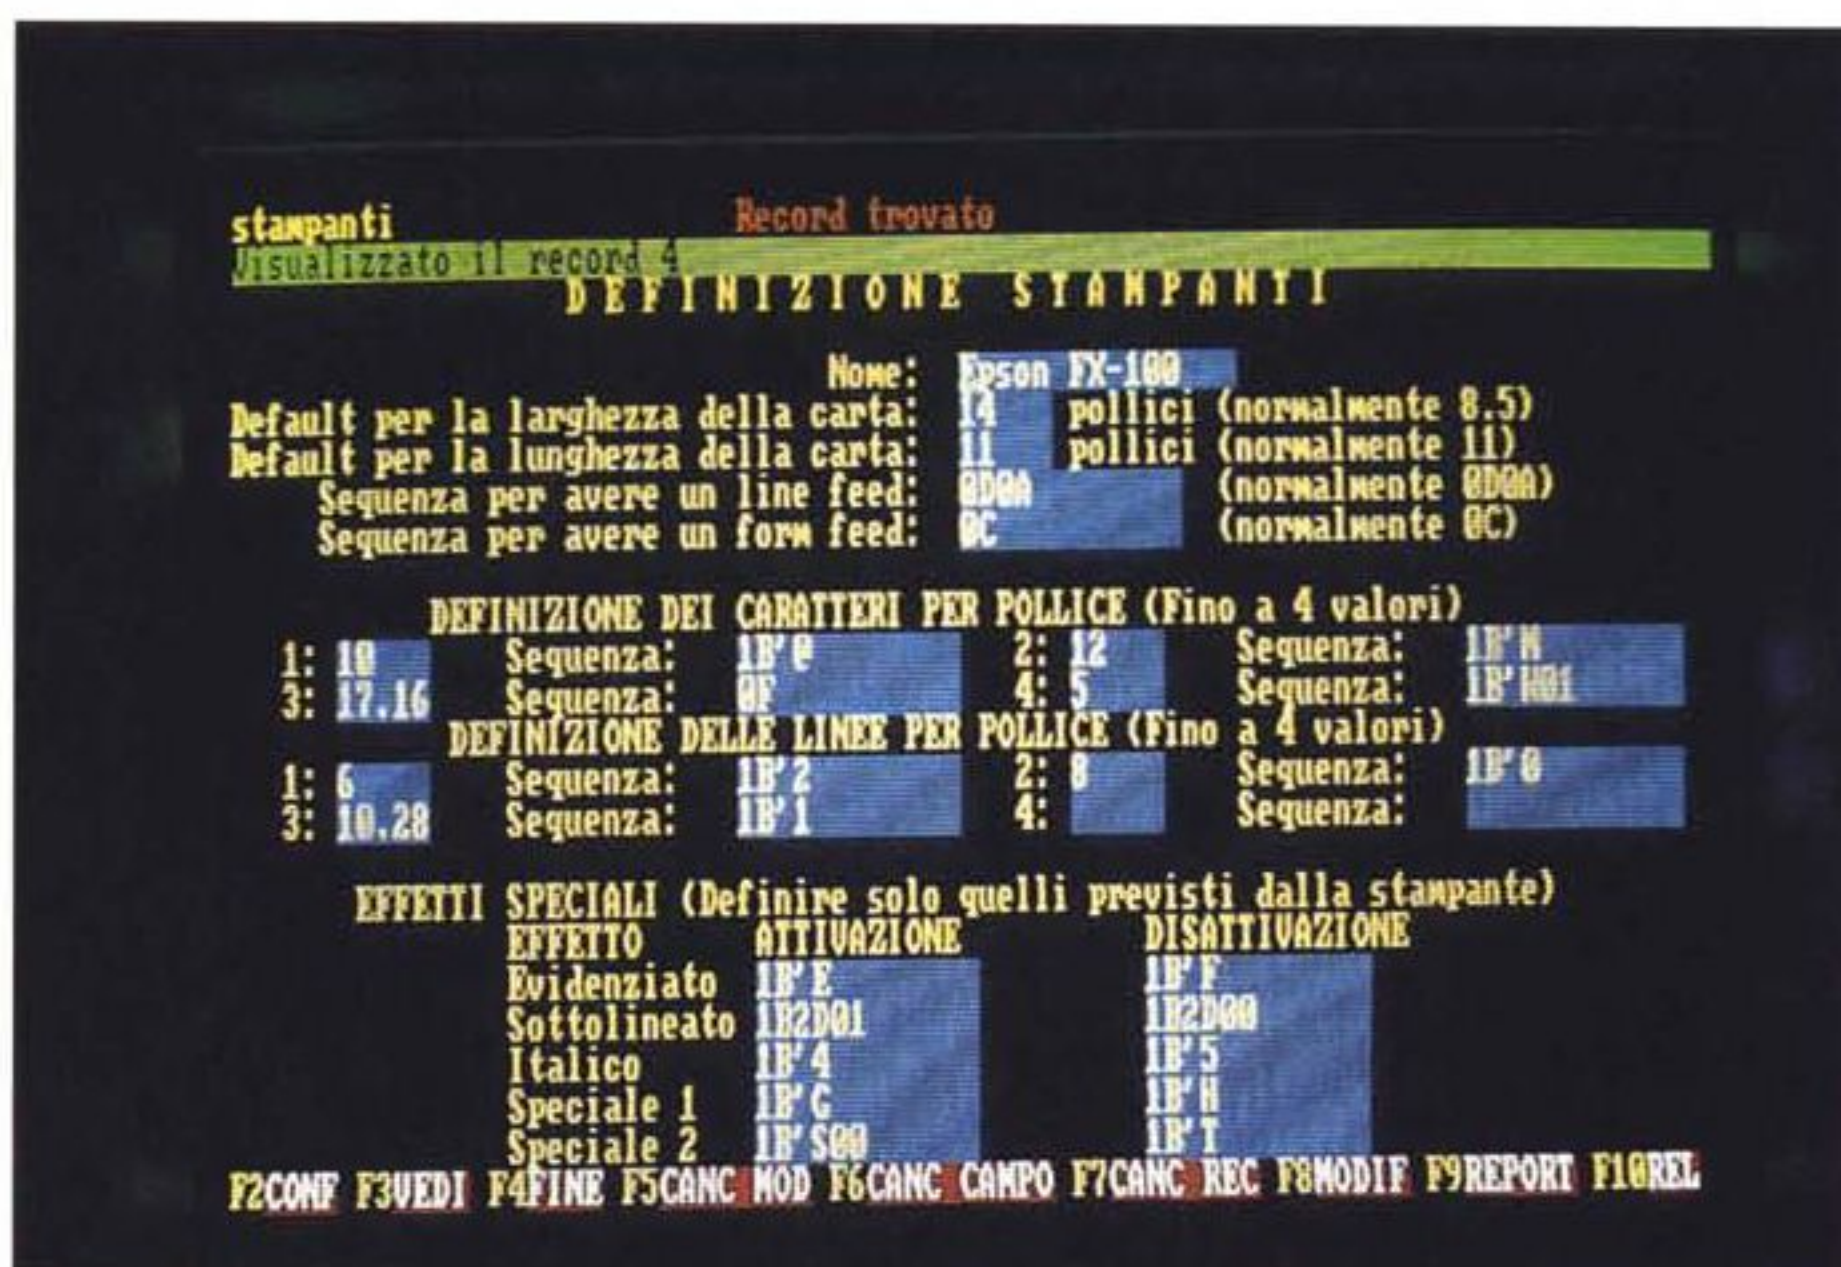 stampanti Record trovato
Visualizzato il record 4
DEFINIZIONE STAMPANTI
Nome: Epson FX-100
Default per la larghezza della carta: 14 pollici (normalmente 8.5)
Default per la lunghezza della carta: 11 pollici (normalmente 11)
Sequenza per avere un line feed: 0D0A (normalmente 0D0A)
Sequenza per avere un form feed: 0C (normalmente 0C)
DEFINIZIONE DEI CARATTERI PER POLLICE (Fino a 4 valori)
1: 10 Sequenza: 1B'@ 2: 12 Sequenza: 1B'M
3: 17.16 Sequenza: 0F 4: 5 Sequenza: 1B'W01
DEFINIZIONE DELLE LINEE PER POLLICE (Fino a 4 valori)
1: 6 Sequenza: 1B'2 2: 8 Sequenza: 1B'0
3: 10.28 Sequenza: 1B'1 4: Sequenza:
EFFETTI SPECIALI (Definire solo quelli previsti dalla stampante)
EFFETTO ATTIVAZIONE DISATTIVAZIONE
Evidenziato 1B'E 1B'F
Sottolineato 1B2D01 1B2D00
Italico 1B'4 1B'5
Speciale 1 1B'G 1B'H
Speciale 2 1B'S00 1B'T
F2CONF F3VEDI F4FINE F5CANC MOD F6CANC CAMPO F7CANC REC F8MODIF F9REPORT F10REL